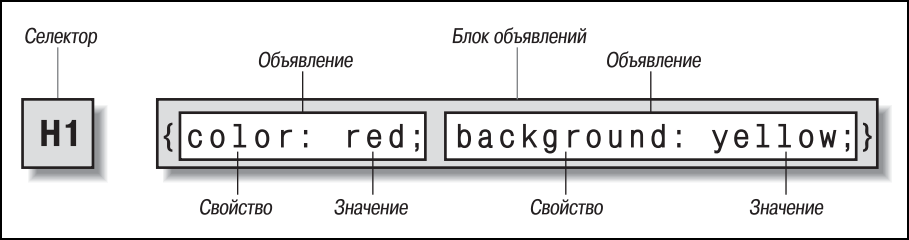 Селектор
Блок объявлений
Объявление
Объявление
H1
{color: red; background: yellow;}
Свойство
Значение
Свойство
Значение